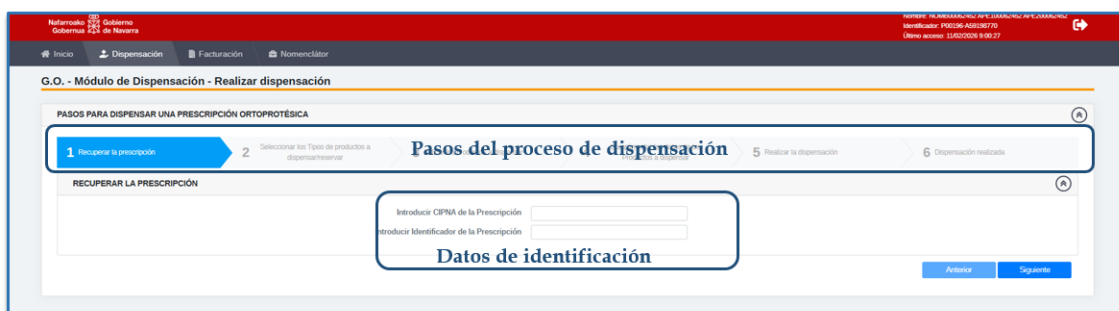 Nafarroako Gobierno
Gobernua de Navarra
Identificador: P00196-A59198770
Último acceso: 11/02/2026 9:00:27
Inicio Dispensación Facturación Nomenclátor
G.O. - Módulo de Dispensación - Realizar dispensación
PASOS PARA DISPENSAR UNA PRESCRIPCIÓN ORTOPROTÉSICA
1 Recuperar la prescripción
2 Seleccionar los Tipos de productos a
dispensar/reservar
Pasos del proceso de dispensación
Productos a dispensar
5 Realizar la dispensación
6 Dispensación realizada
RECUPERAR LA PRESCRIPCIÓN
Introducir CIPNA de la Prescripción
ntroducir Identificador de la Prescripción
Datos de identificación
Anterior Siguiente